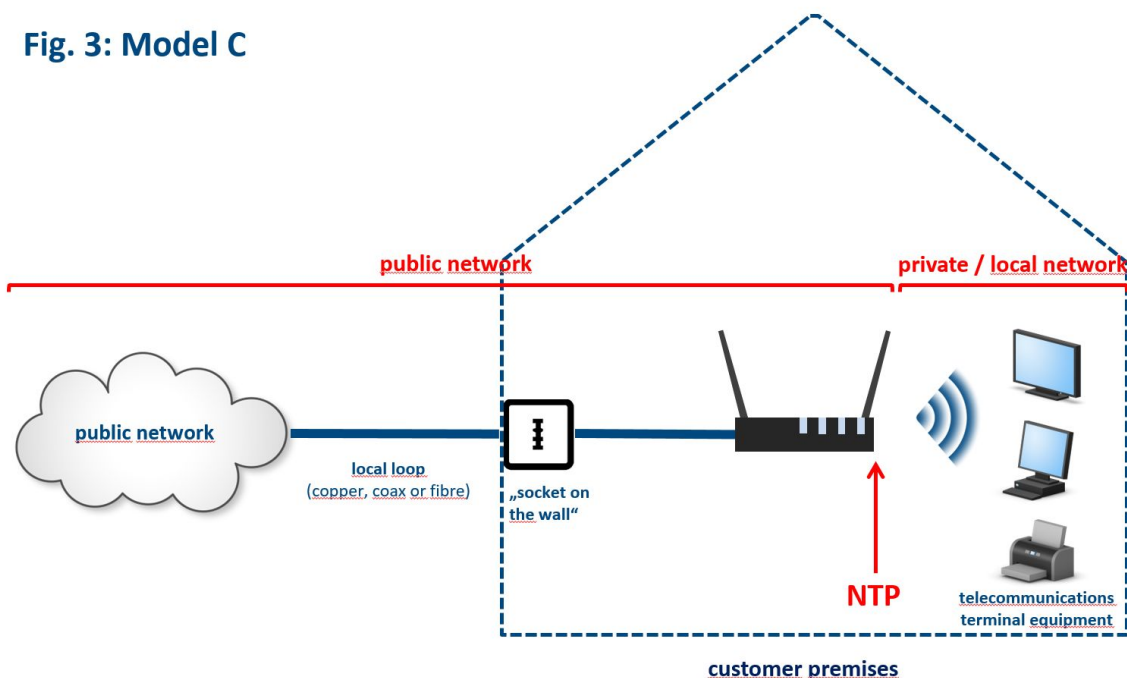 Fig. 3: Model C
public network
private / local network
public network
local loop
(copper, coax or fibre)
„socket on
the wall“
NTP
telecommunications
terminal equipment
customer premises